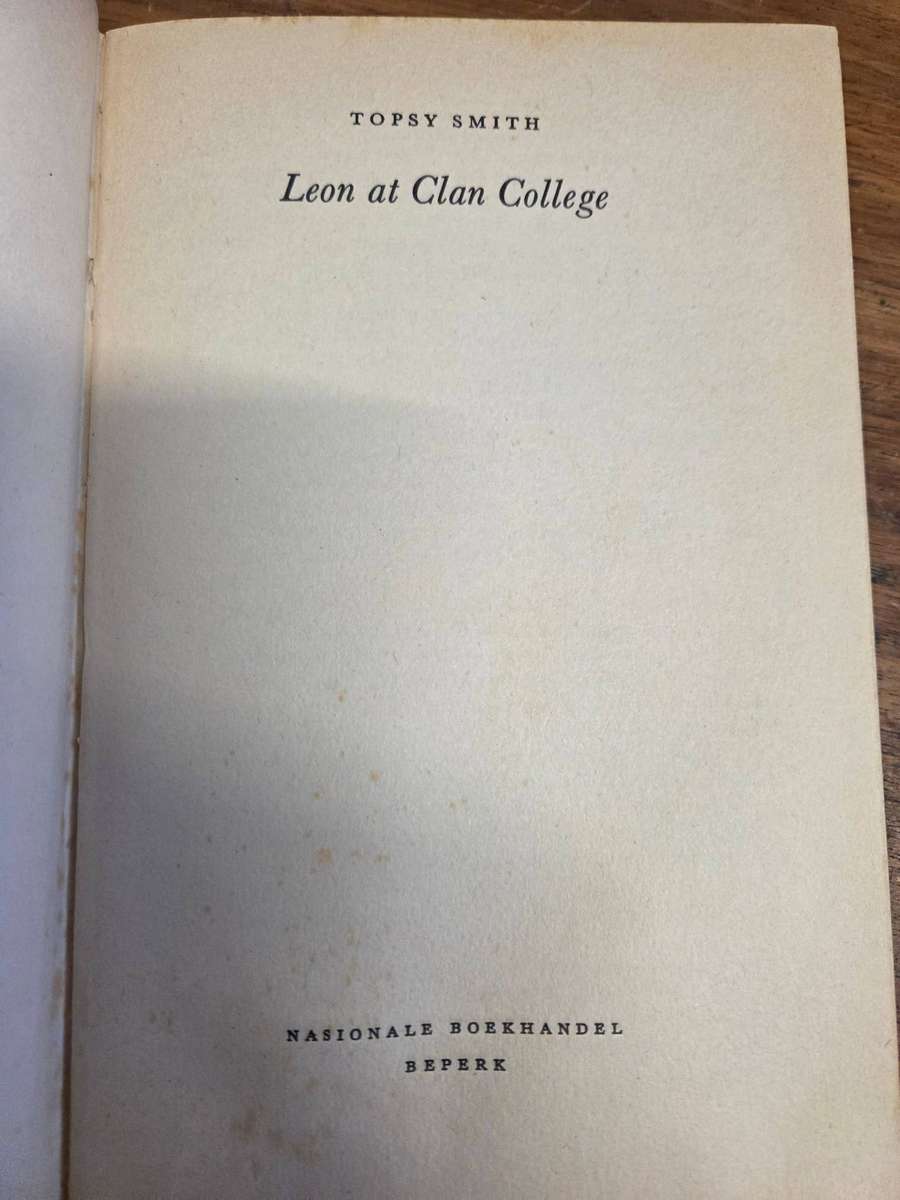 TOPSY SMITH
Leon at Clan College
NASIONALE BOEKHANDEL
BEPERK